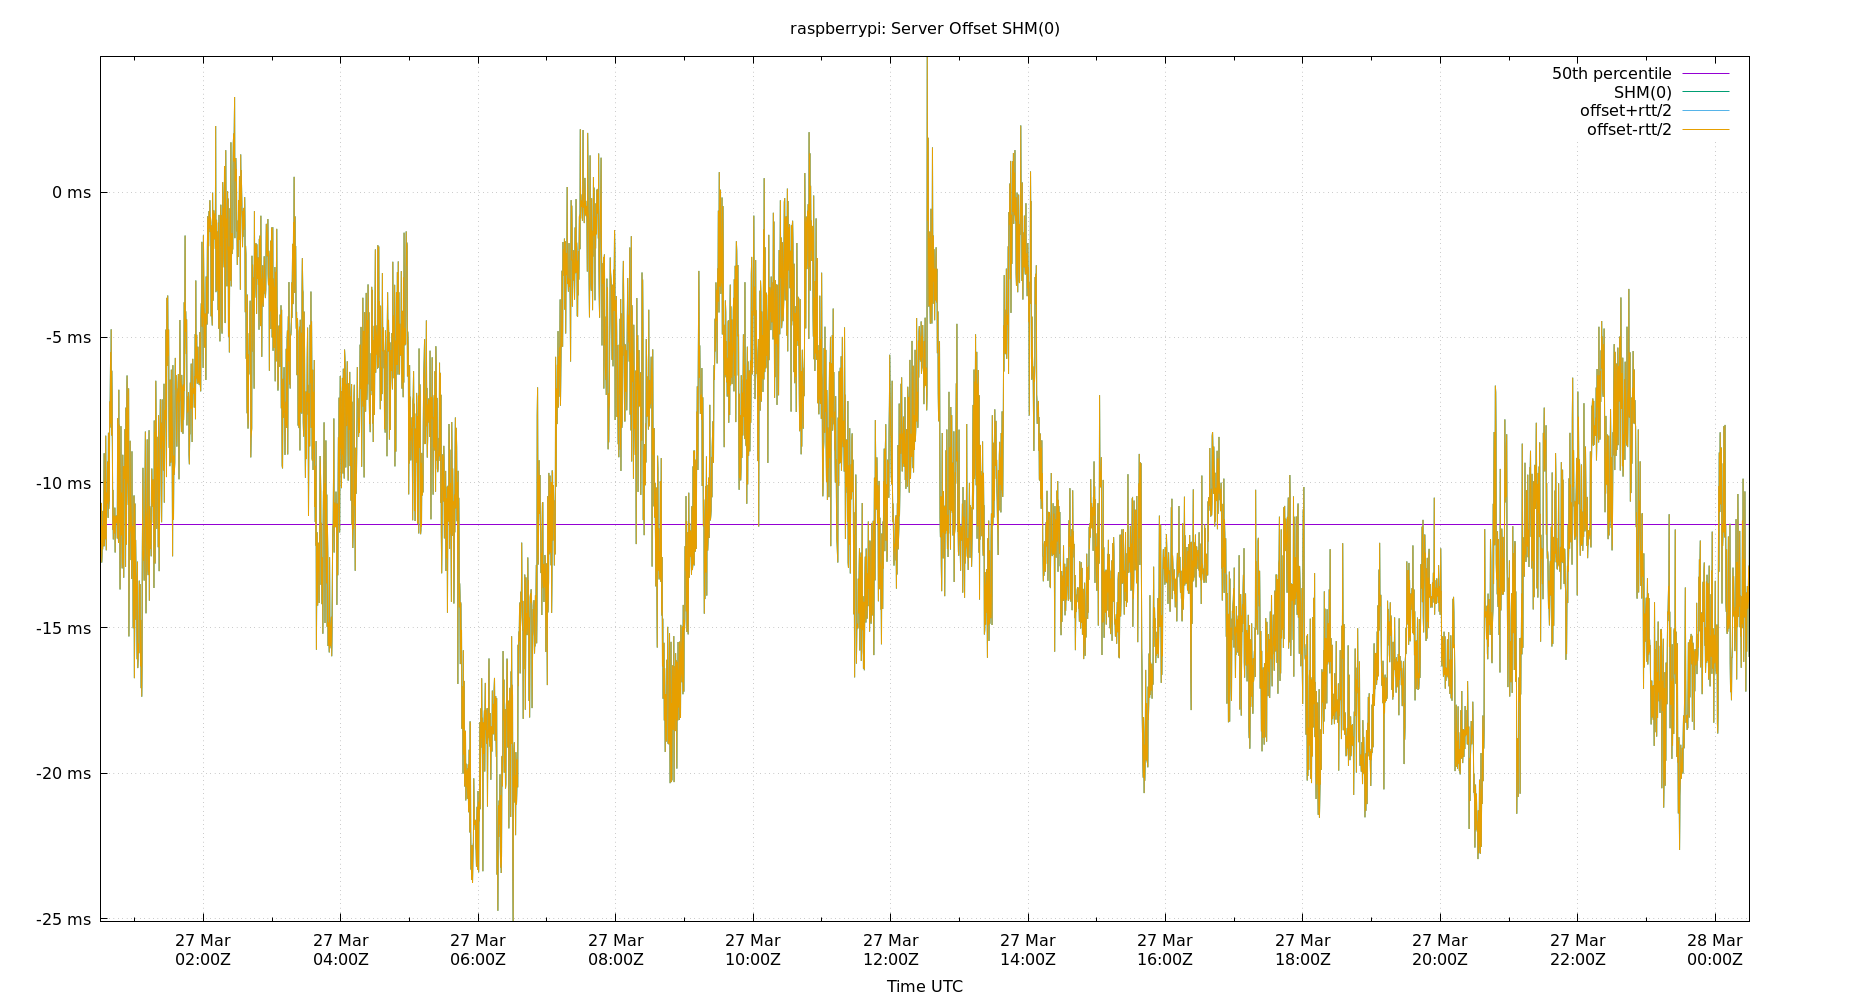 raspberrypi: Server Offset SHM(0)
50th percentile
SHM(0)
offset+rtt/2
offset-rtt/2
0 ms
-5 ms
-10 ms
-15 ms
-20 ms
-25 ms
27 Mar 27 Mar 27 Mar 27 Mar 27 Mar 27 Mar 27 Mar 27 Mar 27 Mar 27 Mar 27 Mar 28 Mar
02:00Z 04:00Z 06:00Z 08:00Z 10:00Z 12:00Z 14:00Z 16:00Z 18:00Z 20:00Z 22:00Z 00:00Z
Time UTC